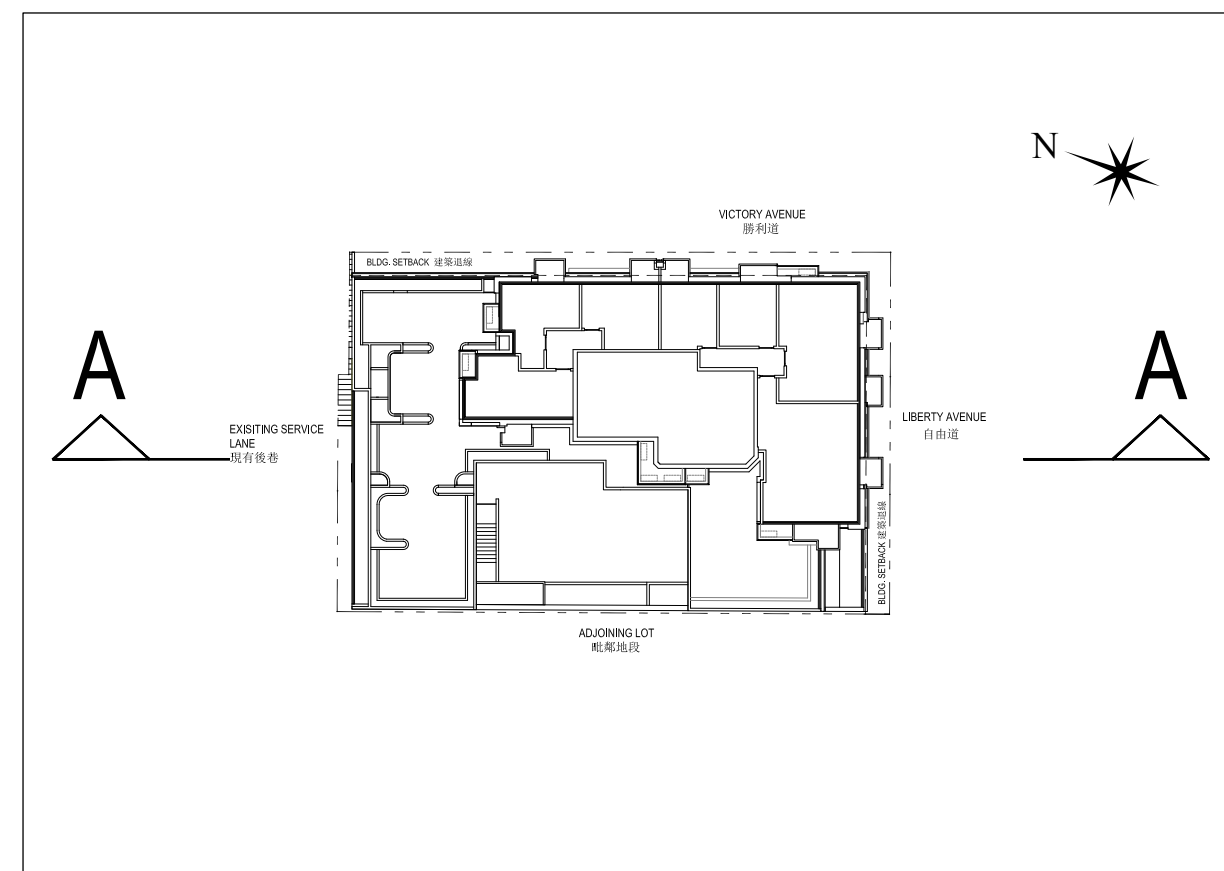 N
VICTORY AVENUE
勝利道
BLDG. SETBACK 建築退線
A
A
EXISITING SERVICE
LANE
現有後巷
LIBERTY AVENUE
自由道
BLDG. SETBACK 建築退線
ADJOINING LOT
毗鄰地段